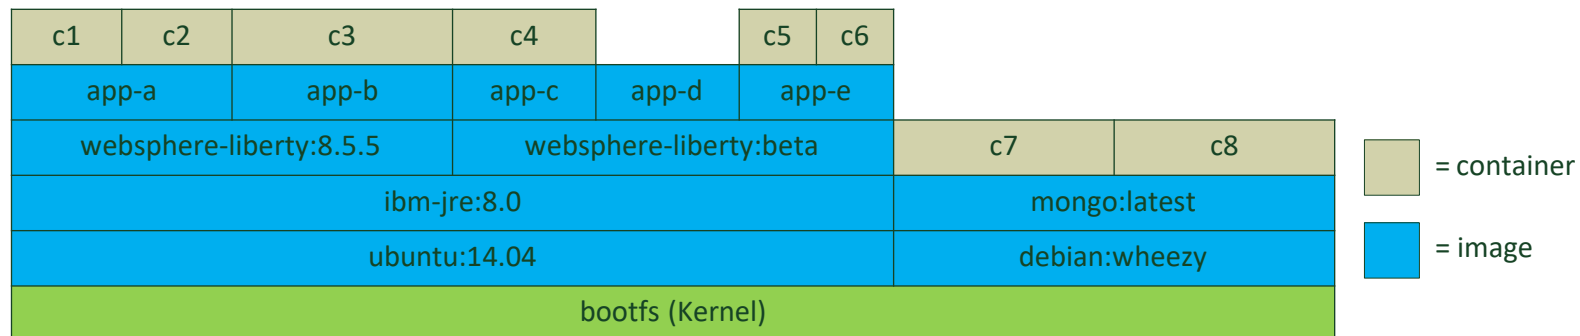 c1 c2 c3 c4 c5 c6
app-a app-b app-c app-d app-e
websphere-liberty:8.5.5 websphere-liberty:beta c7 c8
= container
ibm-jre:8.0 mongo:latest
ubuntu:14.04 debian:wheezy
= image
bootfs (Kernel)